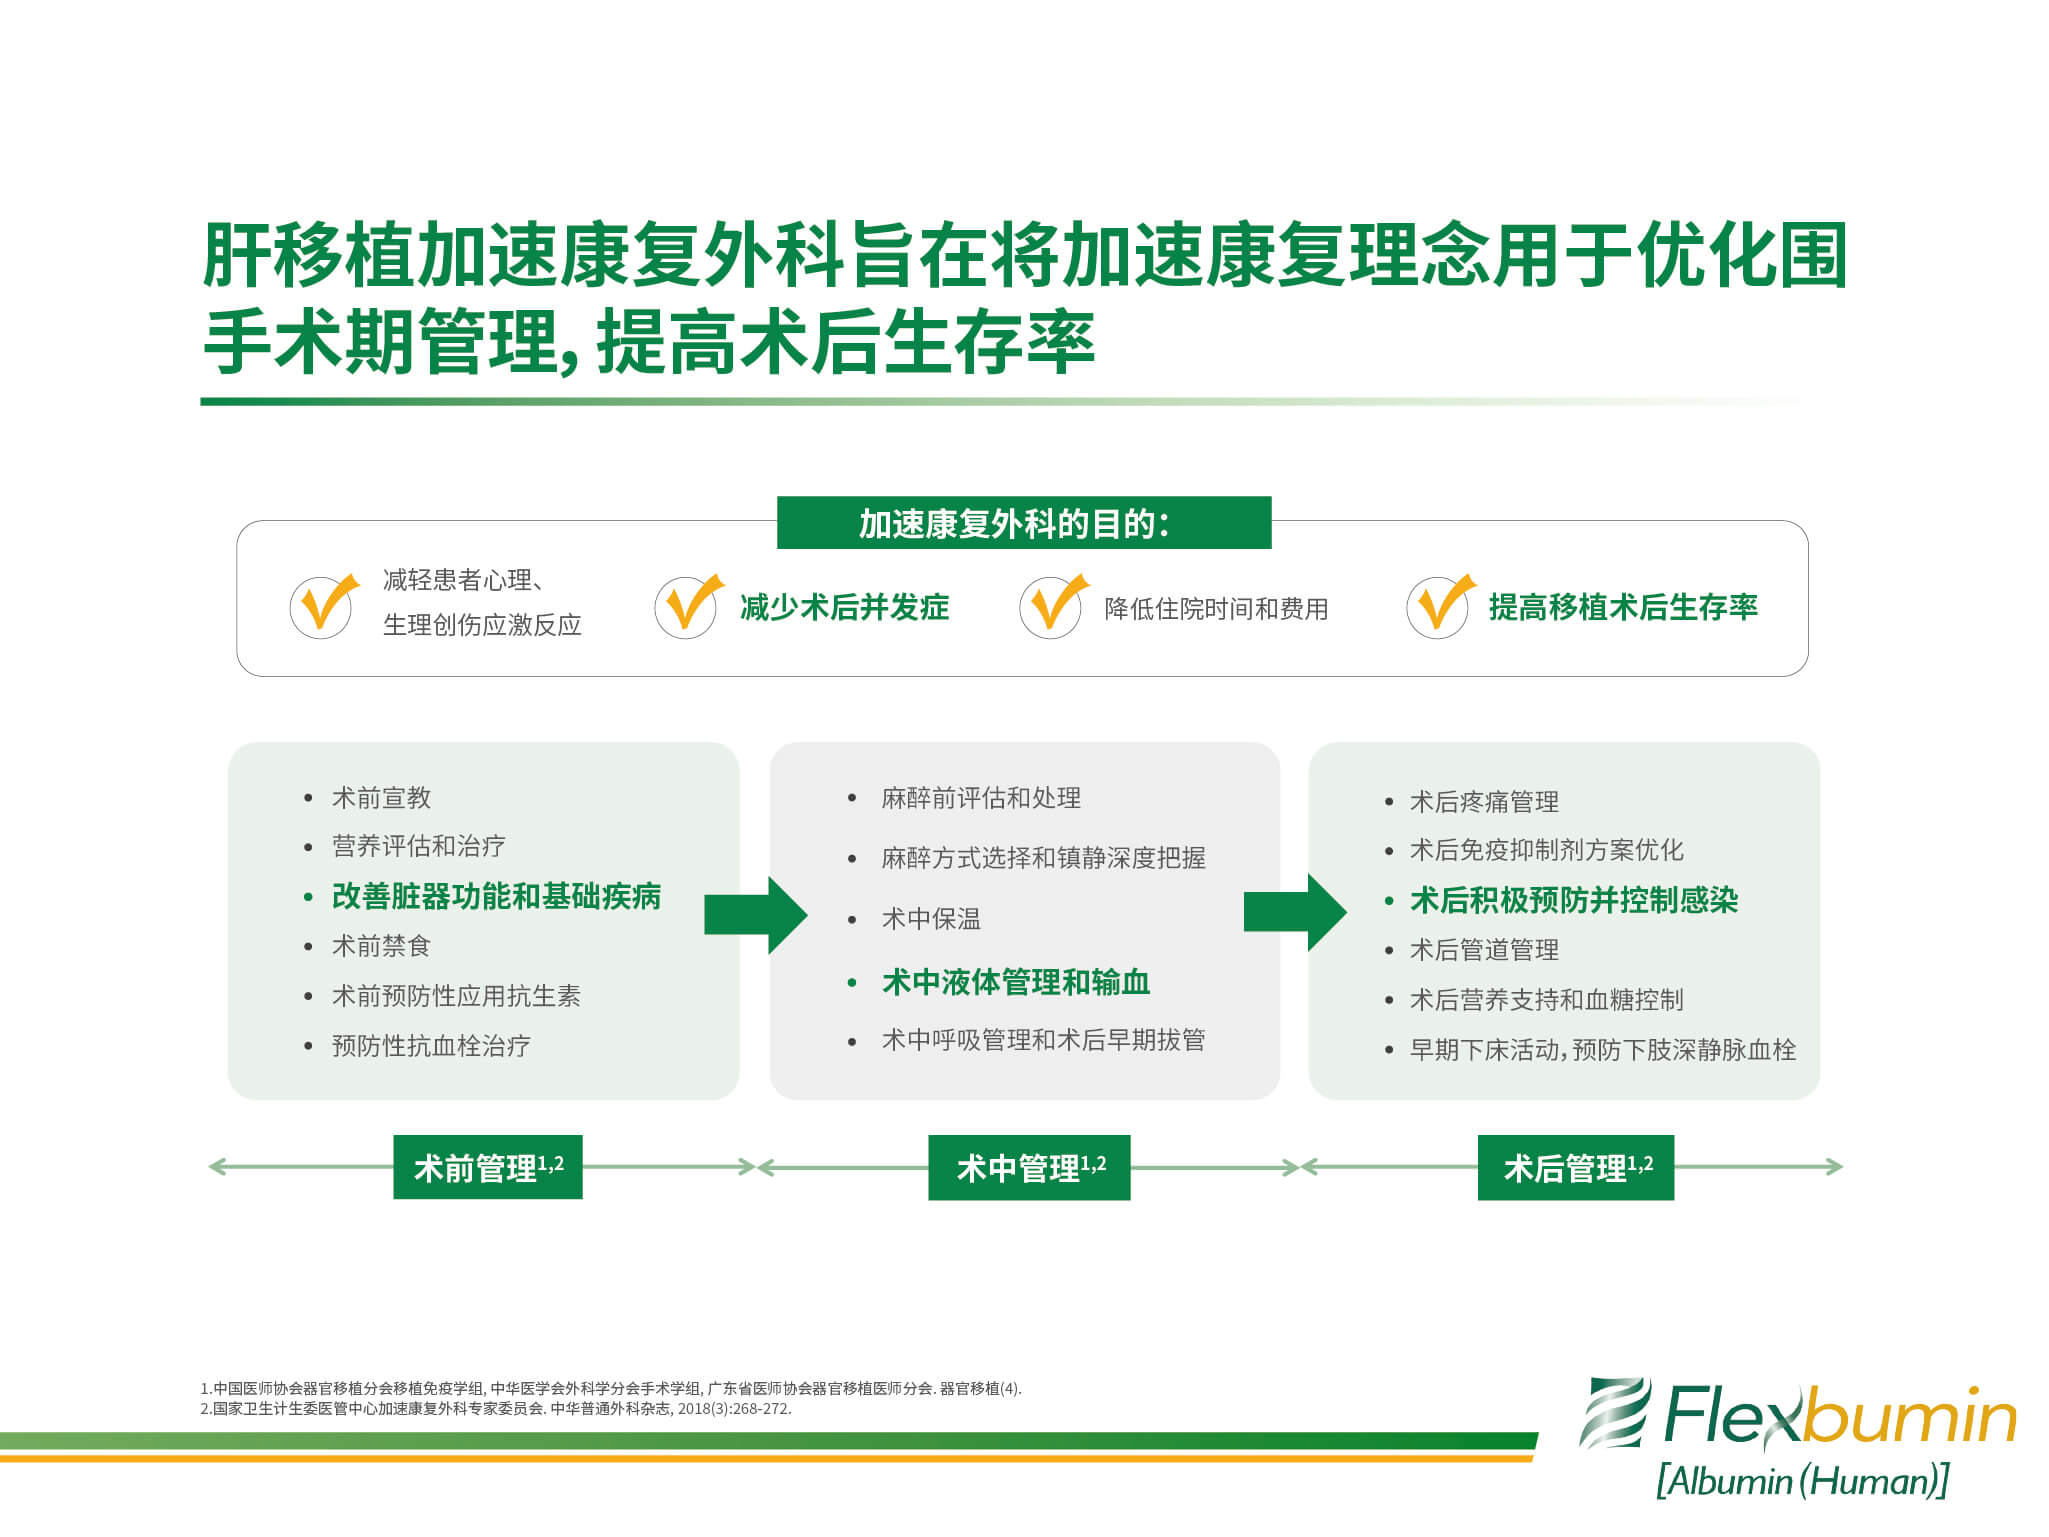 肝移植加速康复外科旨在将加速康复理念用于优化围
手术期管理，提高术后生存率
加速康复外科的目的：
减轻患者心理、
生理创伤应激反应
减少术后并发症
降低住院时间和费用
提高移植术后生存率
• 术前宣教
• 营养评估和治疗
• 改善脏器功能和基础疾病
• 术前禁食
• 术前预防性应用抗生素
• 预防性抗血栓治疗
• 麻醉前评估和处理
• 麻醉方式选择和镇静深度把握
• 术中保温
• 术中液体管理和输血
• 术中呼吸管理和术后早期拔管
• 术后疼痛管理
• 术后免疫抑制剂方案优化
• 术后积极预防并控制感染
• 术后管道管理
• 术后营养支持和血糖控制
• 早期下床活动，预防下肢深静脉血栓
术前管理1,2
术中管理1,2
术后管理1,2
1.中国医师协会器官移植分会移植免疫学组, 中华医学会外科学分会手术学组, 广东省医师协会器官移植医师分会. 器官移植(4).
2.国家卫生计生委医管中心加速康复外科专家委员会. 中华普通外科杂志, 2018(3):268-272.
Flexbumin
[Albumin (Human)]